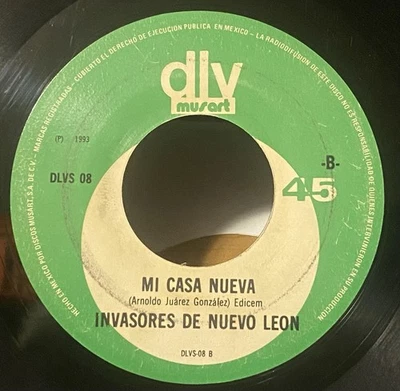 CUBIERTO EL DERECHO DE EJECUCION PUBLICA EN MEXICO - LA RADIODIFUSION DE ESTE DISCO NO ES
RESPONSABILIDAD DE QUIENES INTERVINIERON EN SU PRODUCCION
HECHO EN MEXICO POR DISCOS MUSART, S.A. DE C.V. - MARCAS REGISTRADAS -
dlv
musart
(P) 1993
DLVS 08
-B-
45
MI CASA NUEVA
(Arnoldo Juárez González) Edicem
INVASORES DE NUEVO LEON
DLVS-08 B